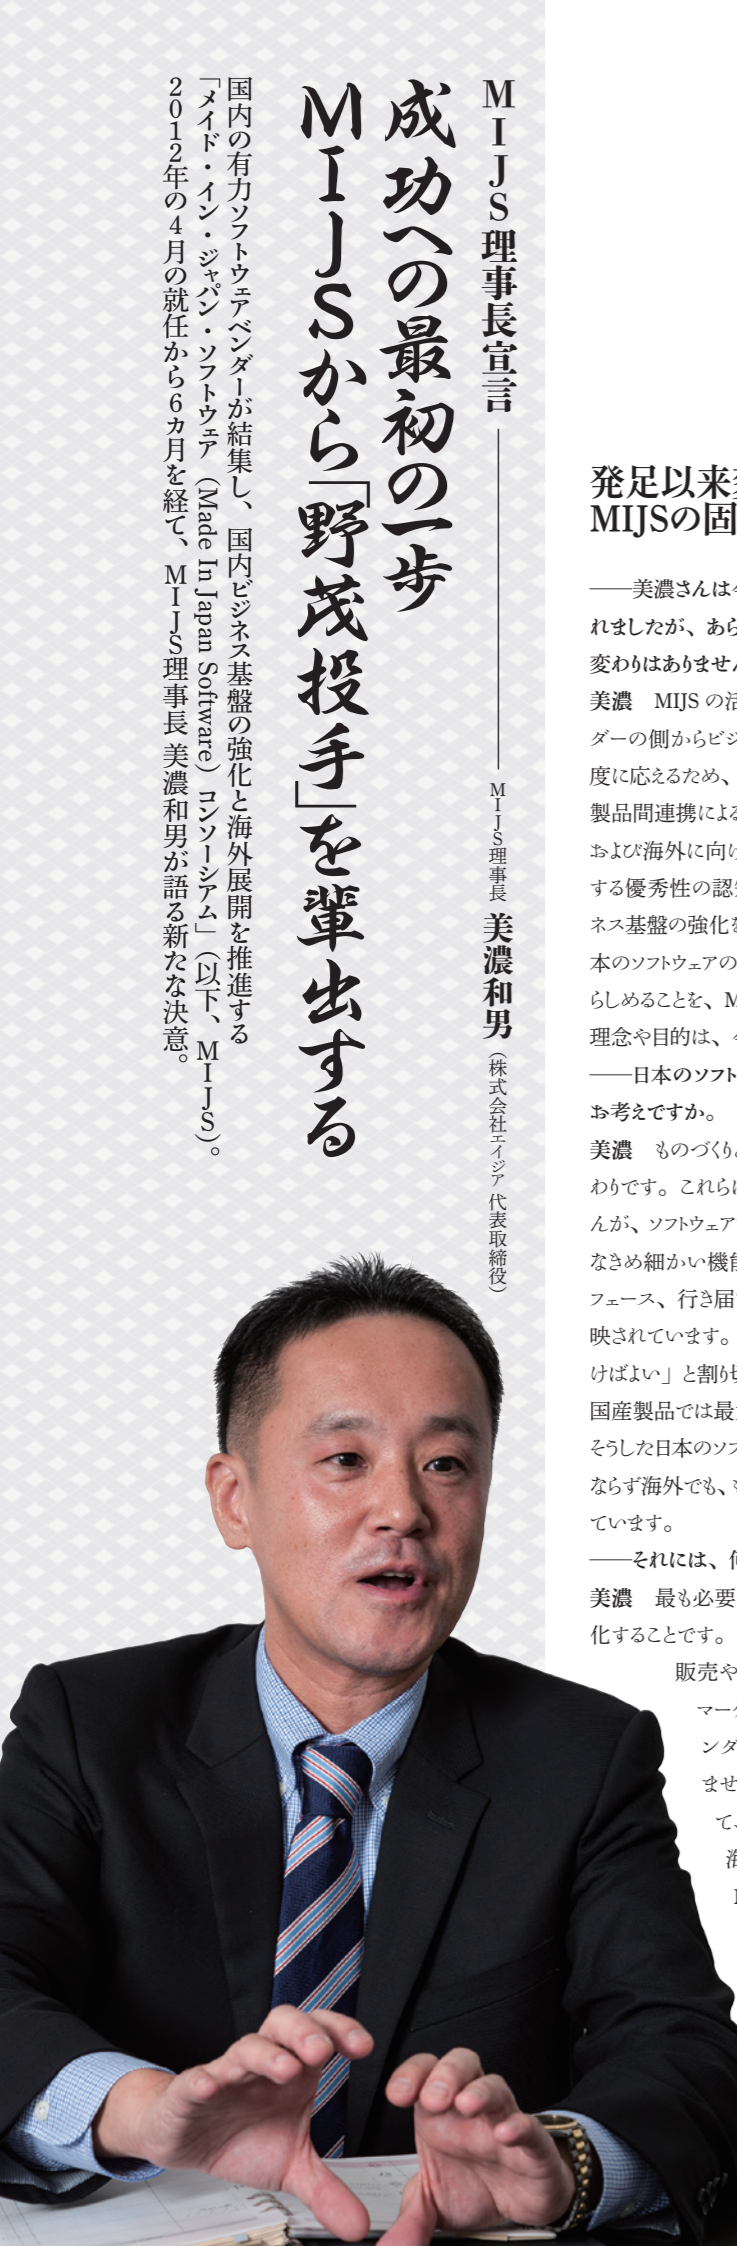 MIJS理事長宣言――MIJS理事長 美濃和男（株式会社エイジア 代表取締役）
成功への最初の一歩
MIJSから「野茂投手」を輩出する
国内の有力ソフトウェアベンダーが結集し、国内ビジネス基盤の強化と海外展開を推進する
「メイド・イン・ジャパン・ソフトウェア（Made In Japan Software）コンソーシアム」（以下、MIJS）。
2012年の4月の就任から6カ月を経て、MIJS理事長 美濃和男が語る新たな決意。
発足以来
MIJSの固
――美濃さんは
れましたが、あら
変わりはありません
美濃　MIJSの活
ダーの側からビジ
度に応えるため、
製品間連携による
および海外に向け
する優秀性の認
ネス基盤の強化を
本のソフトウェアの
らしめることを、M
理念や目的は、
――日本のソフト
お考えですか。
美濃　ものづくり
わりです。これら
んが、ソフトウェア
なきめ細かい機能
フェース、行き届
映されています。
けばよい」と割り切
国産製品では最
そうした日本のソフ
ならず海外でも、
ています。
――それには、何
美濃　最も必要
化することです。
販売や
マーケ
ンダ
ませ
て、
海